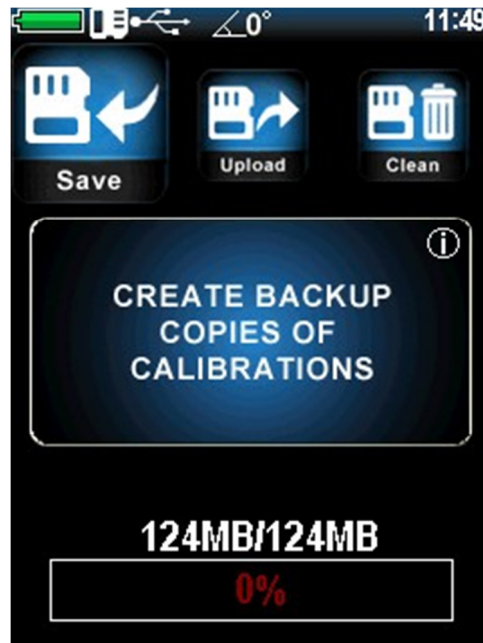 0° 11:49
Save Upload Clean
CREATE BACKUP
COPIES OF
CALIBRATIONS
124MB/124MB
0%